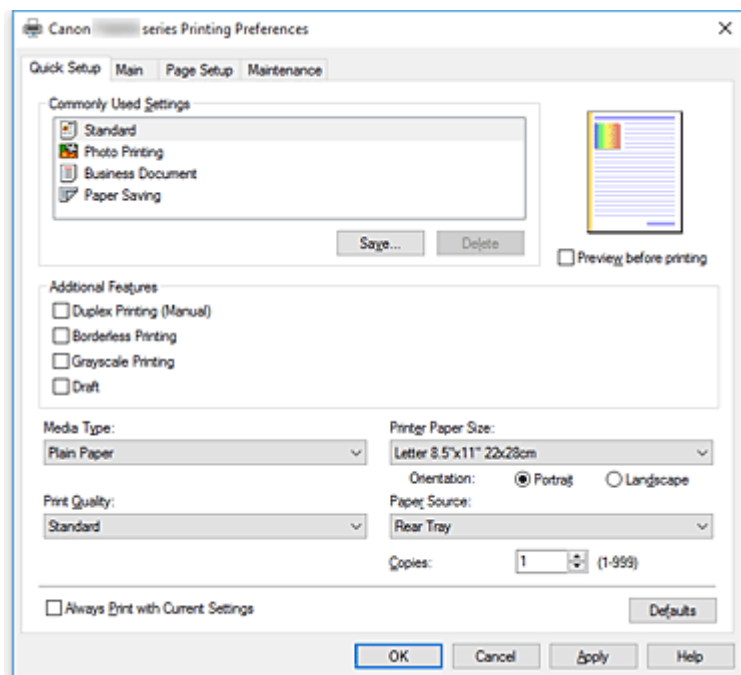 Canon series Printing Preferences
Quick Setup Main Page Setup Maintenance
Commonly Used Settings
Standard
Photo Printing
Business Document
Paper Saving
Save... Delete
Preview before printing
Additional Features
Duplex Printing (Manual)
Borderless Printing
Grayscale Printing
Draft
Media Type: Printer Paper Size:
Plain Paper Letter 8.5"x11" 22x28cm
Orientation: Portrait Landscape
Print Quality: Paper Source:
Standard Rear Tray
Copies: 1 (1-999)
Always Print with Current Settings Defaults
OK Cancel Apply Help